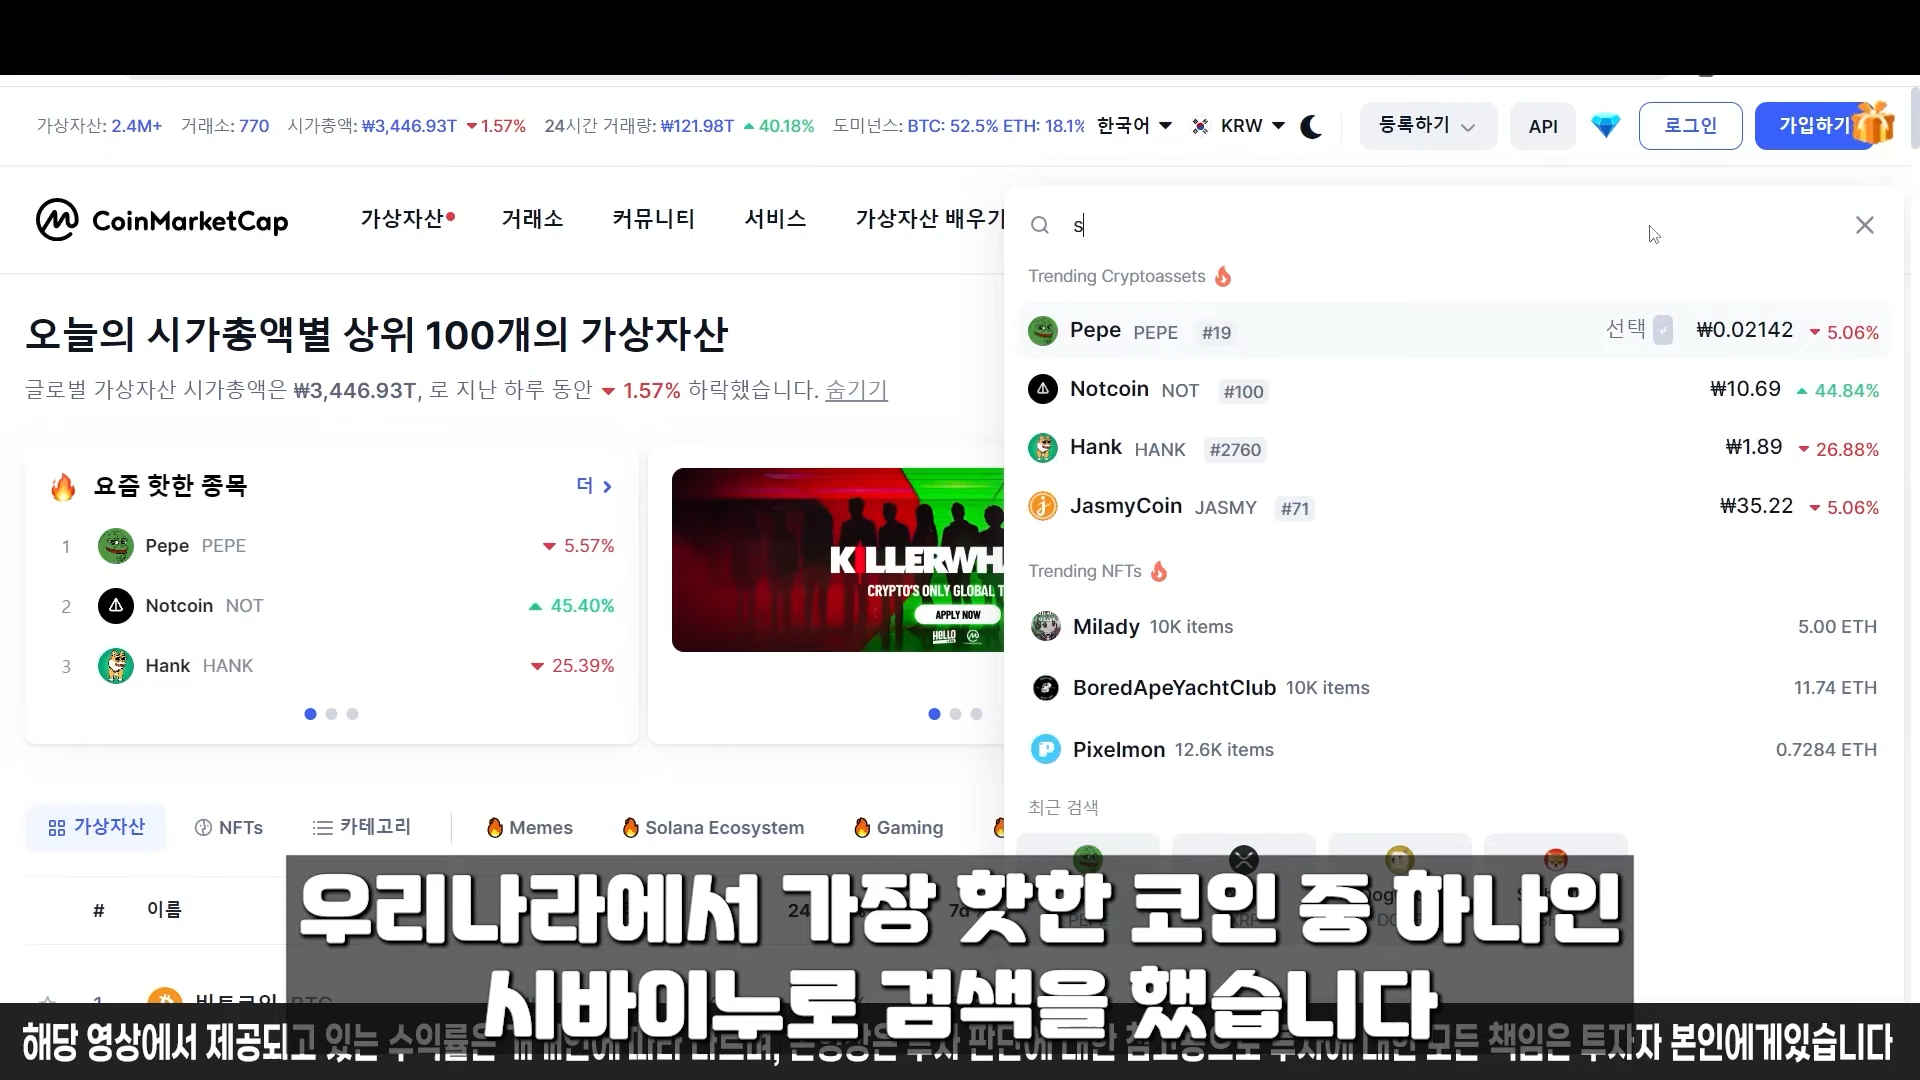 가상자산: 2.4M+ 거래소: 770 시가총액: ₩3,446.93T 1.57% 24시간 거래량: ₩121.98T 40.18% 도미넌스: BTC: 52.5% ETH: 18.1% 한국어 KRW 등록하기 API 로그인 가입하기
CoinMarketCap 가상자산 거래소 커뮤니티 서비스 가상자산 배우기
s
Trending Cryptoassets
Pepe PEPE #19 선택 ₩0.02142 5.06%
Notcoin NOT #100 ₩10.69 44.84%
Hank HANK #2760 ₩1.89 26.88%
JasmyCoin JASMY #71 ₩35.22 5.06%
Trending NFTs
Milady 10K items 5.00 ETH
BoredApeYachtClub 10K items 11.74 ETH
Pixelmon 12.6K items 0.7284 ETH
최근 검색
오늘의 시가총액별 상위 100개의 가상자산
글로벌 가상자산 시가총액은 ₩3,446.93T, 로 지난 하루 동안 1.57% 하락했습니다. 숨기기
요즘 핫한 종목 더
1 Pepe PEPE 5.57%
2 Notcoin NOT 45.40%
3 Hank HANK 25.39%
CRYPTO'S ONLY GLOBAL T
APPLY NOW
HELLO
가상자산 NFTs 카테고리 Memes Solana Ecosystem Gaming
# 이름
1 비트코인 BTC
우리나라에서 가장 핫한 코인 중 하나인
시바이누로 검색을 했습니다
해당 영상에서 제공되고 있는 수익률은 모든 책임은 투자자 본인에게있습니다